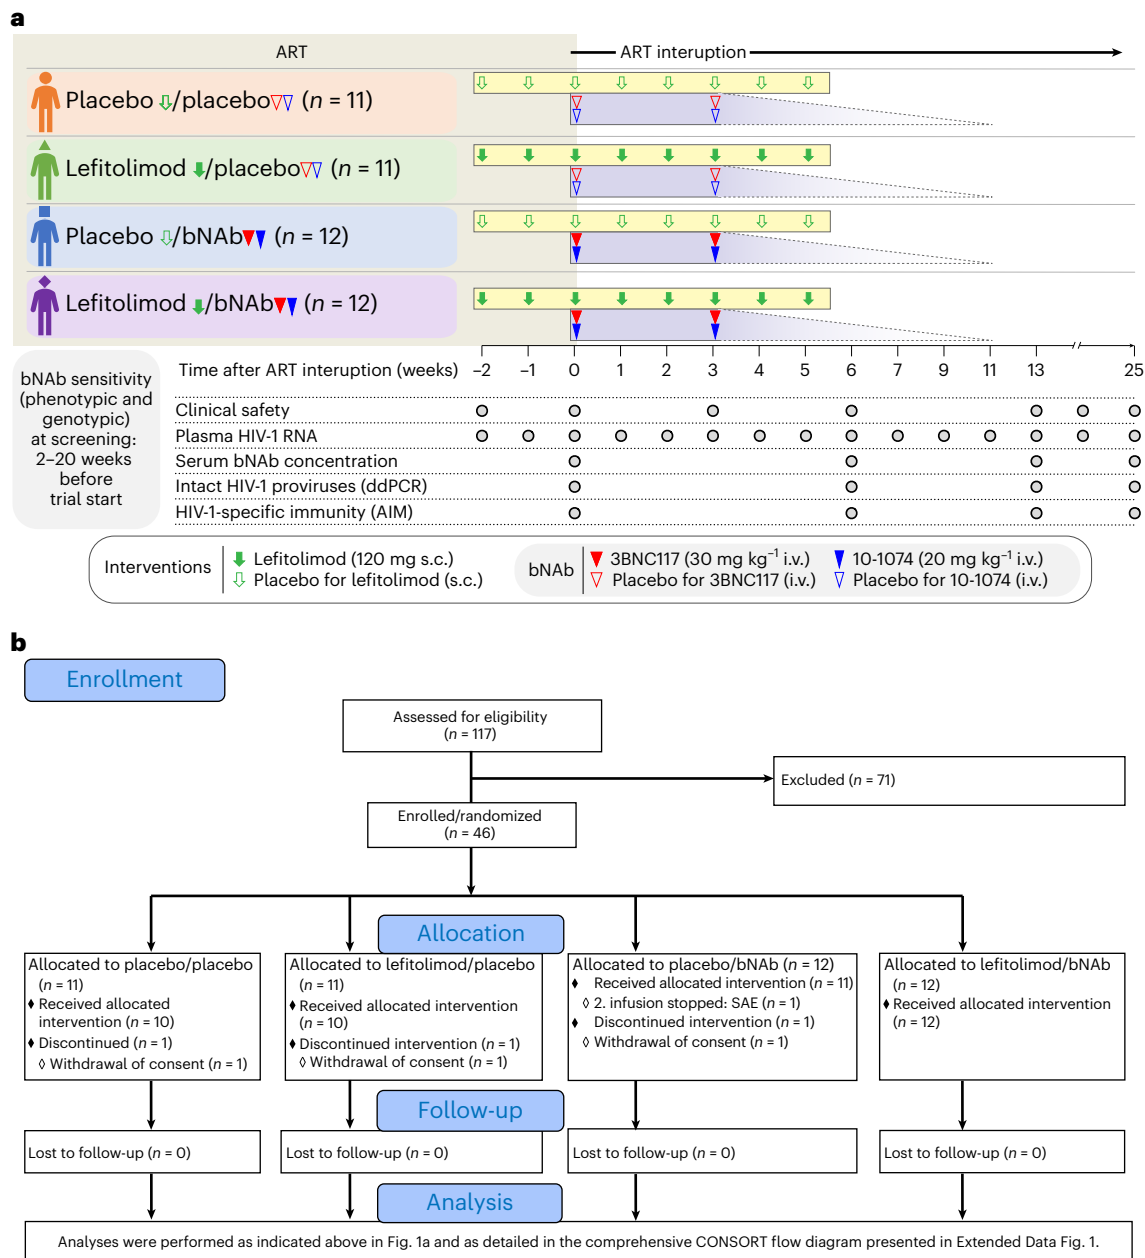 a
ART
ART interuption
Placebo /placebo (n = 11)
Lefitolimod /placebo (n = 11)
Placebo /bNAb (n = 12)
Lefitolimod /bNAb (n = 12)
bNAb sensitivity
(phenotypic and
genotypic)
at screening:
2–20 weeks
before
trial start
Time after ART interuption (weeks) –2 –1 0 1 2 3 4 5 6 7 9 11 13 25
Clinical safety
Plasma HIV-1 RNA
Serum bNAb concentration
Intact HIV-1 proviruses (ddPCR)
HIV-1-specific immunity (AIM)
Interventions
Lefitolimod (120 mg s.c.)
Placebo for lefitolimod (s.c.)
bNAb
3BNC117 (30 mg kg⁻¹ i.v.)
Placebo for 3BNC117 (i.v.)
10-1074 (20 mg kg⁻¹ i.v.)
Placebo for 10-1074 (i.v.)
b
Enrollment
Assessed for eligibility
(n = 117)
Excluded (n = 71)
Enrolled/randomized
(n = 46)
Allocation
Allocated to placebo/placebo
(n = 11)
♦ Received allocated
intervention (n = 10)
♦ Discontinued (n = 1)
◊ Withdrawal of consent (n = 1)
Allocated to lefitolimod/placebo
(n = 11)
♦ Received allocated intervention
(n = 10)
♦ Discontinued intervention (n = 1)
◊ Withdrawal of consent (n = 1)
Allocated to placebo/bNAb (n = 12)
♦ Received allocated intervention (n = 11)
◊ 2. infusion stopped: SAE (n = 1)
♦ Discontinued intervention (n = 1)
◊ Withdrawal of consent (n = 1)
Allocated to lefitolimod/bNAb
(n = 12)
♦ Received allocated intervention
(n = 12)
Follow-up
Lost to follow-up (n = 0)
Lost to follow-up (n = 0)
Lost to follow-up (n = 0)
Lost to follow-up (n = 0)
Analysis
Analyses were performed as indicated above in Fig. 1a and as detailed in the comprehensive CONSORT flow diagram presented in Extended Data Fig. 1.